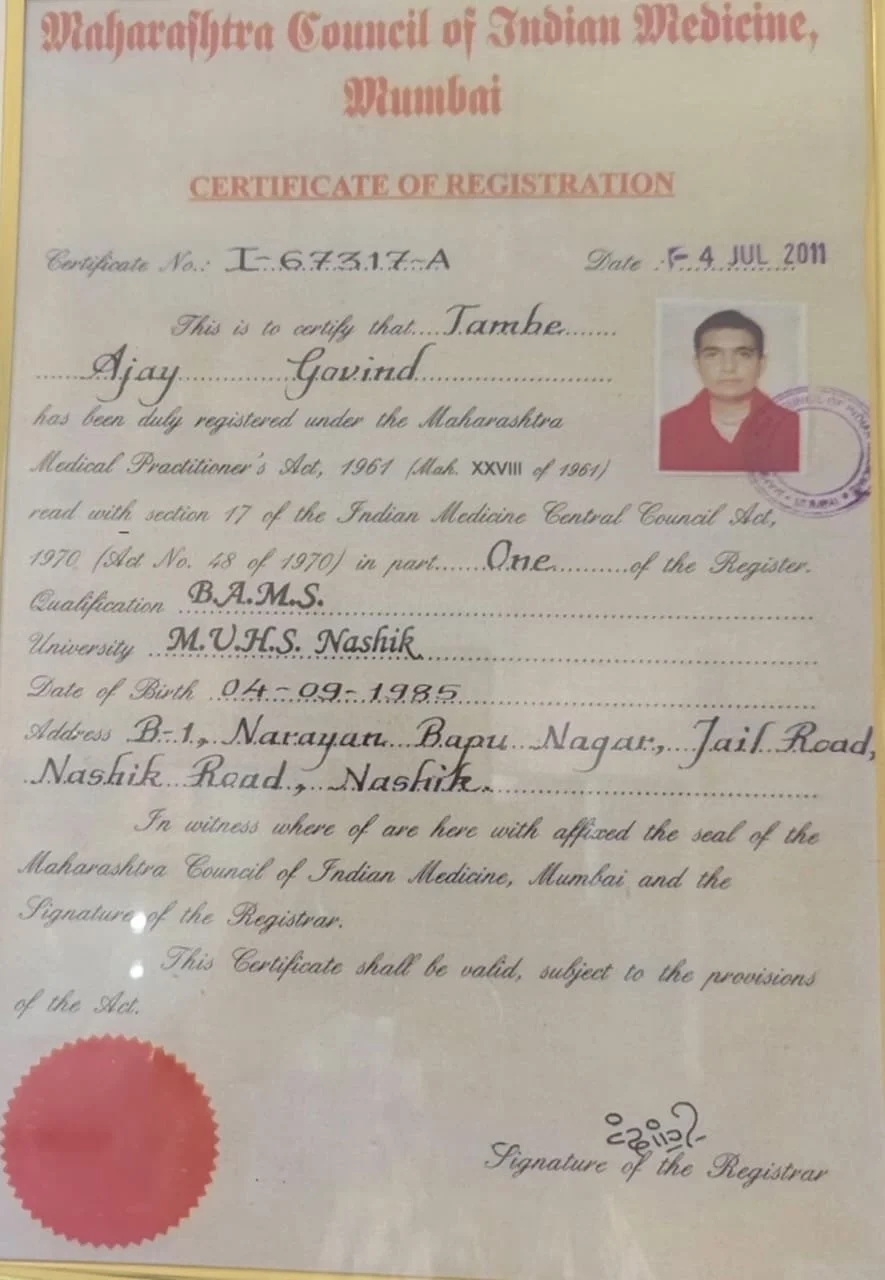 Maharashtra Council of Indian Medicine,
Mumbai
CERTIFICATE OF REGISTRATION
Certificate No.: I-67317-A Date : - 4 JUL 2011
This is to certify that....Tambe.......
.....Ajay............Govind............................
has been duly registered under the Maharashtra
Medical Practitioner's Act, 1961 (Mah. XXVIII of 1961)
read with section 17 of the Indian Medicine Central Council Act,
1970 (Act No. 48 of 1970) in part......One...........of the Register.
Qualification B.A.M.S.
University M.U.H.S. Nashik
Date of Birth 04-09-1985
Address B-1, Narayan Bapu Nagar, Jail Road,
Nashik Road, Nashik.
In witness where of are here with affixed the seal of the
Maharashtra Council of Indian Medicine, Mumbai and the
Signature of the Registrar.
This Certificate shall be valid, subject to the provisions
of the Act.
Signature of the Registrar